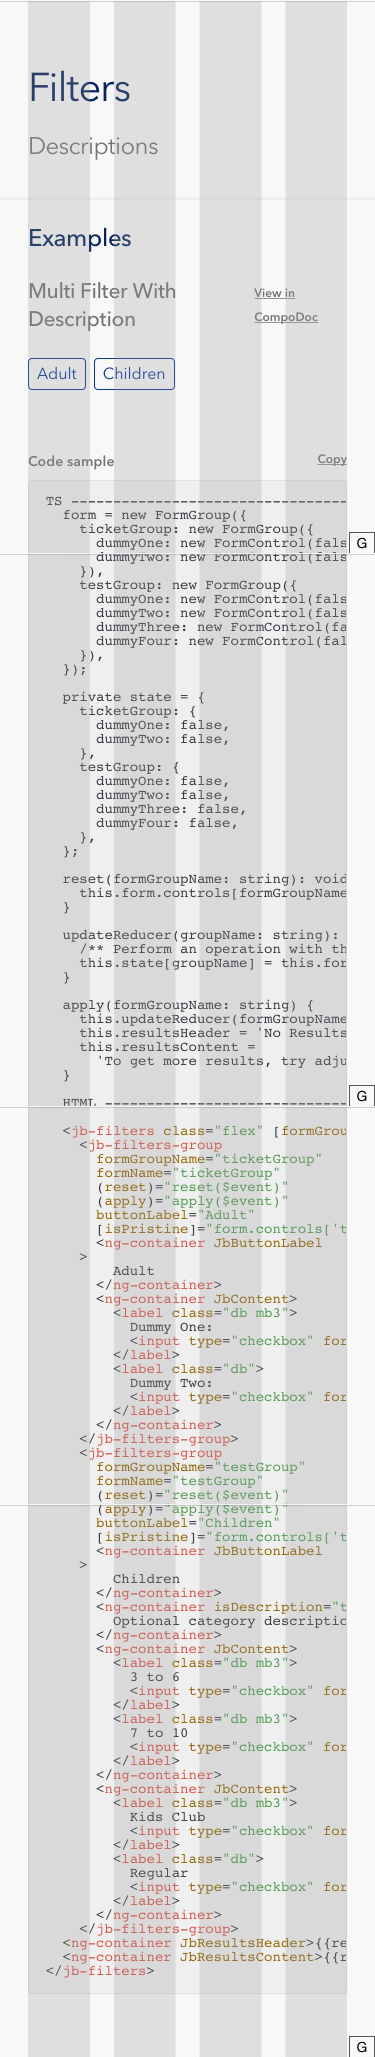 Filters
Descriptions
Examples
Multi Filter With
Description
View in
CompoDoc
Adult
Children
Code sample
Copy
TS --------------------------------
  form = new FormGroup({
    ticketGroup: new FormGroup({
      dummyOne: new FormControl(fals
G
      dummyTwo: new FormControl(fals
    }),
    testGroup: new FormGroup({
      dummyOne: new FormControl(fals
      dummyTwo: new FormControl(fals
      dummyThree: new FormControl(fa
      dummyFour: new FormControl(fal
    }),
  });

  private state = {
    ticketGroup: {
      dummyOne: false,
      dummyTwo: false,
    },
    testGroup: {
      dummyOne: false,
      dummyTwo: false,
      dummyThree: false,
      dummyFour: false,
    },
  };

  reset(formGroupName: string): void
    this.form.controls[formGroupName
  }

  updateReducer(groupName: string):
    /** Perform an operation with th
    this.state[groupName] = this.for
  }

  apply(formGroupName: string) {
    this.updateReducer(formGroupName
    this.resultsHeader = 'No Results
    this.resultsContent =
      'To get more results, try adju
  }
G
  HTML -----------------------------

  <jb-filters class="flex" [formGrou
    <jb-filters-group
      formGroupName="ticketGroup"
      formName="ticketGroup"
      (reset)="reset($event)"
      (apply)="apply($event)"
      buttonLabel="Adult"
      [isPristine]="form.controls['t
      <ng-container JbButtonLabel
    >
        Adult
      </ng-container>
      <ng-container JbContent>
        <label class="db mb3">
          Dummy One:
          <input type="checkbox" for
        </label>
        <label class="db">
          Dummy Two:
          <input type="checkbox" for
        </label>
      </ng-container>
    </jb-filters-group>
    <jb-filters-group
      formGroupName="testGroup"
      formName="testGroup"
      (reset)="reset($event)"
      (apply)="apply($event)"
      buttonLabel="Children"
      [isPristine]="form.controls['t
      <ng-container JbButtonLabel
    >
        Children
      </ng-container>
      <ng-container isDescription="t
        Optional category descriptio
      </ng-container>
      <ng-container JbContent>
        <label class="db mb3">
          3 to 6
          <input type="checkbox" for
        </label>
        <label class="db mb3">
          7 to 10
          <input type="checkbox" for
        </label>
      </ng-container>
      <ng-container JbContent>
        <label class="db mb3">
          Kids Club
          <input type="checkbox" for
        </label>
        <label class="db">
          Regular
          <input type="checkbox" for
        </label>
      </ng-container>
    </jb-filters-group>
  <ng-container JbResultsHeader>{{re
  <ng-container JbResultsContent>{{r
</jb-filters>
G